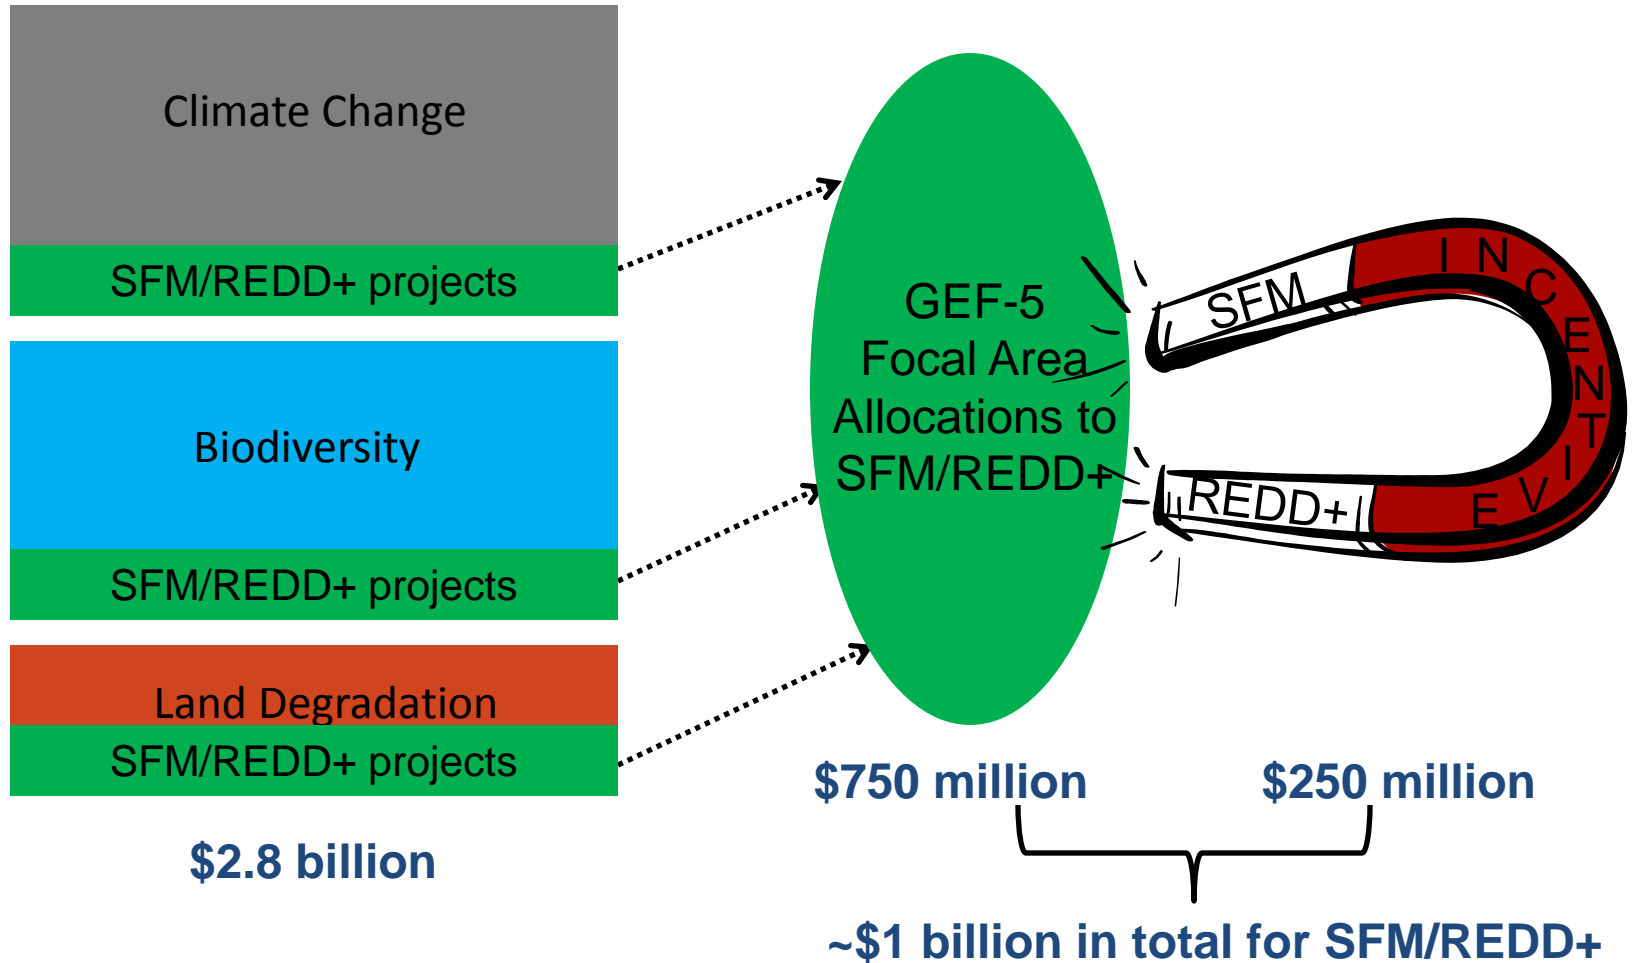 Climate Change
SFM/REDD+ projects
Biodiversity
SFM/REDD+ projects
Land Degradation
SFM/REDD+ projects
$2.8 billion
GEF-5
Focal Area
Allocations to
SFM/REDD+
SFM
REDD+
INCENTIVE
$750 million
$250 million
~$1 billion in total for SFM/REDD+